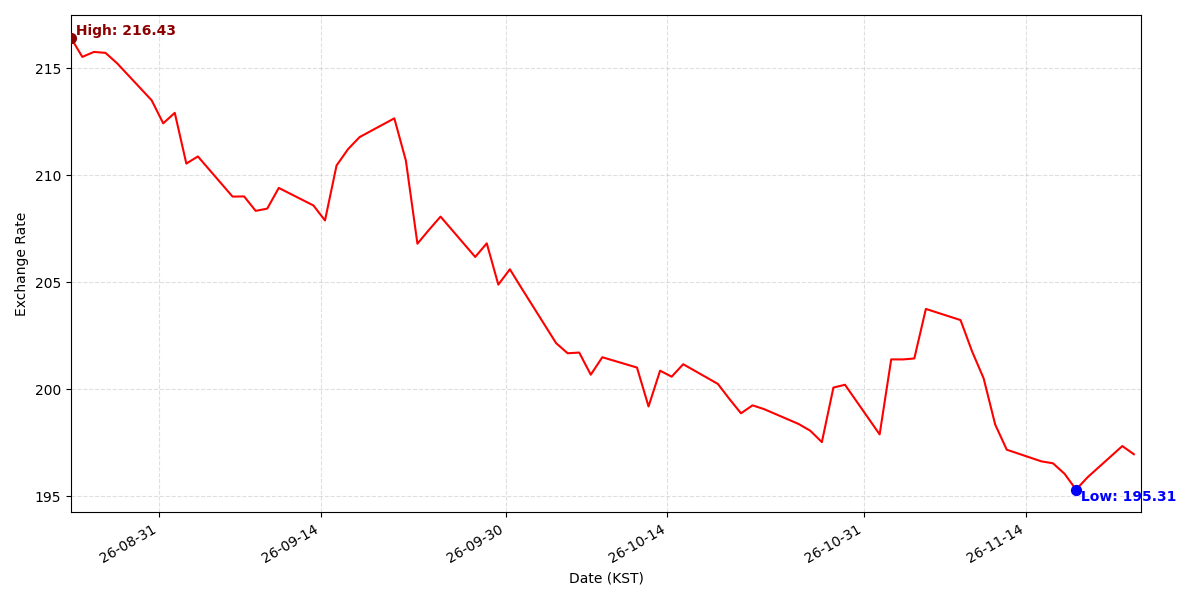 High: 216.43
215
210
205
200
195
Exchange Rate
Low: 195.31
26-08-31
26-09-14
26-09-30
26-10-14
26-10-31
26-11-14
Date (KST)